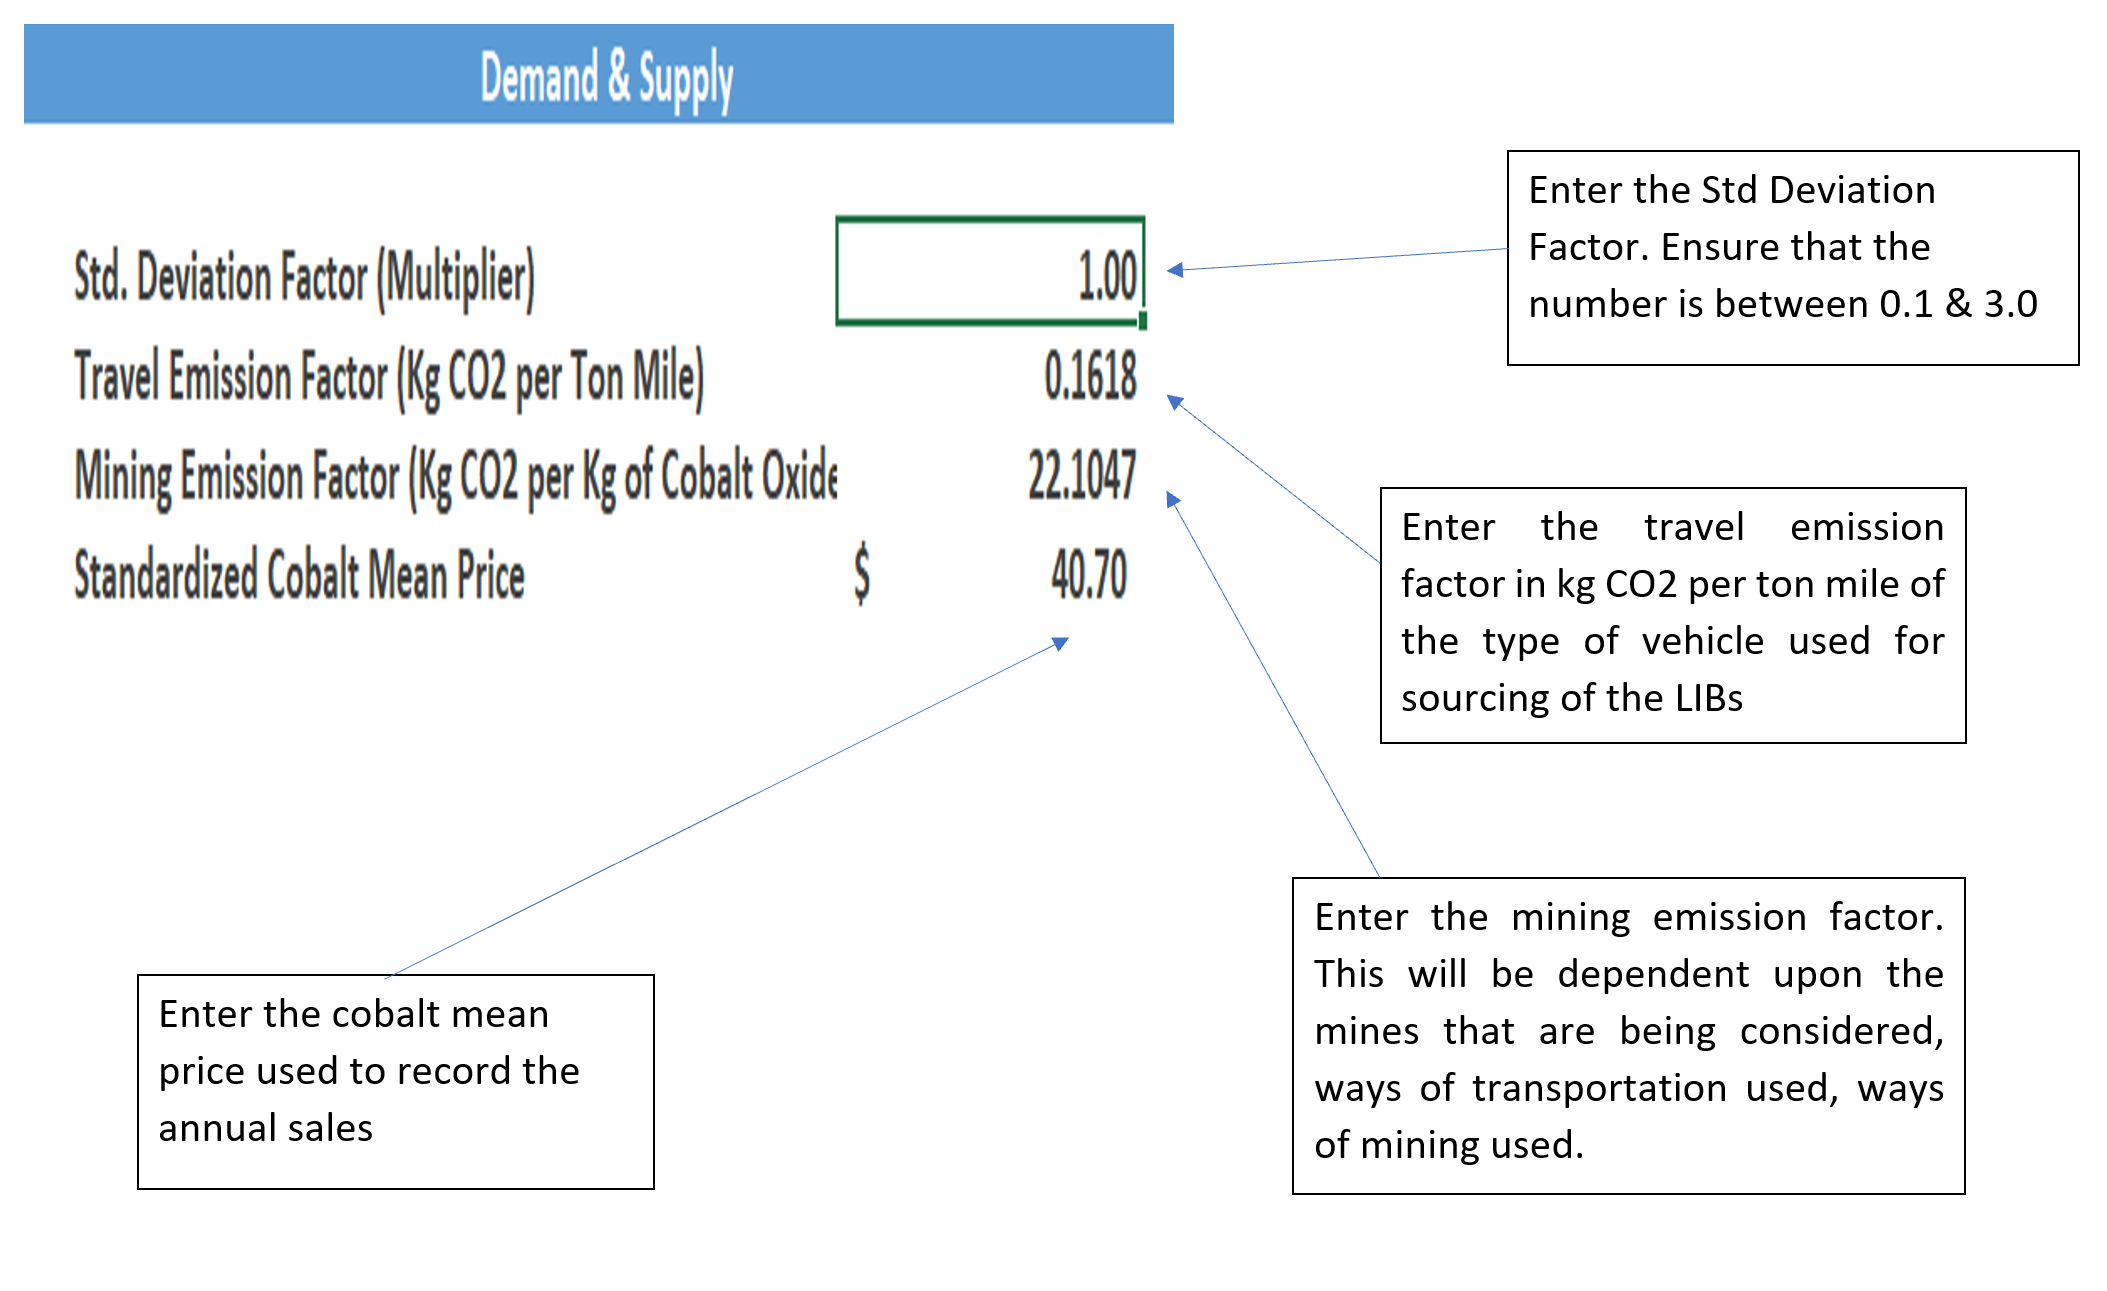 Demand & Supply
Std. Deviation Factor (Multiplier) 1.00
Travel Emission Factor (Kg CO2 per Ton Mile) 0.1618
Mining Emission Factor (Kg CO2 per Kg of Cobalt Oxide 22.1047
Standardized Cobalt Mean Price $ 40.70
Enter the Std Deviation
Factor. Ensure that the
number is between 0.1 & 3.0
Enter the travel emission
factor in kg CO2 per ton mile of
the type of vehicle used for
sourcing of the LIBs
Enter the mining emission factor.
This will be dependent upon the
mines that are being considered,
ways of transportation used, ways
of mining used.
Enter the cobalt mean
price used to record the
annual sales